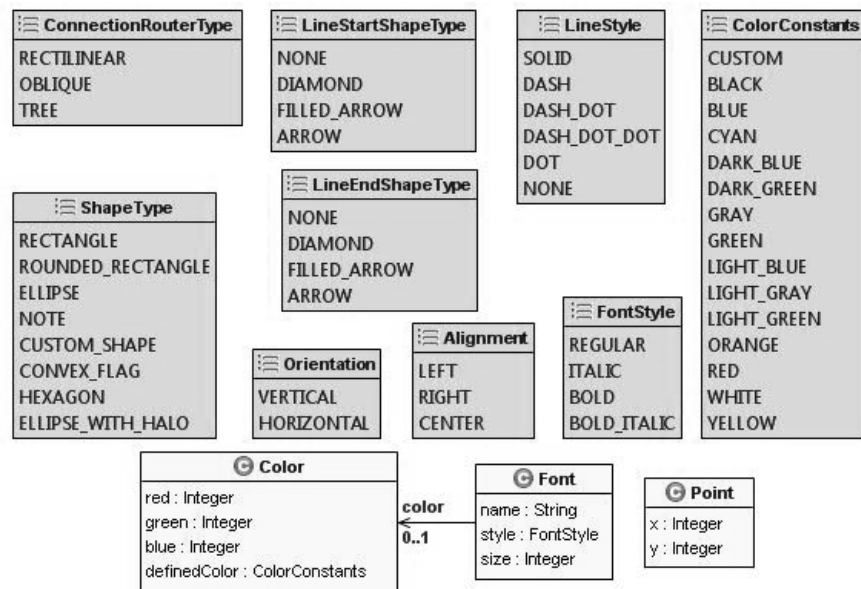 ConnectionRouterType
RECTILINEAR
OBLIQUE
TREE
LineStartShapeType
NONE
DIAMOND
FILLED_ARROW
ARROW
LineStyle
SOLID
DASH
DASH_DOT
DASH_DOT_DOT
DOT
NONE
ColorConstants
CUSTOM
BLACK
BLUE
CYAN
DARK_BLUE
DARK_GREEN
GRAY
GREEN
LIGHT_BLUE
LIGHT_GRAY
LIGHT_GREEN
ORANGE
RED
WHITE
YELLOW
ShapeType
RECTANGLE
ROUNDED_RECTANGLE
ELLIPSE
NOTE
CUSTOM_SHAPE
CONVEX_FLAG
HEXAGON
ELLIPSE_WITH_HALO
LineEndShapeType
NONE
DIAMOND
FILLED_ARROW
ARROW
Orientation
VERTICAL
HORIZONTAL
Alignment
LEFT
RIGHT
CENTER
FontStyle
REGULAR
ITALIC
BOLD
BOLD_ITALIC
C Color
red : Integer
green : Integer
blue : Integer
definedColor : ColorConstants
color
0..1
C Font
name : String
style : FontStyle
size : Integer
C Point
x : Integer
y : Integer